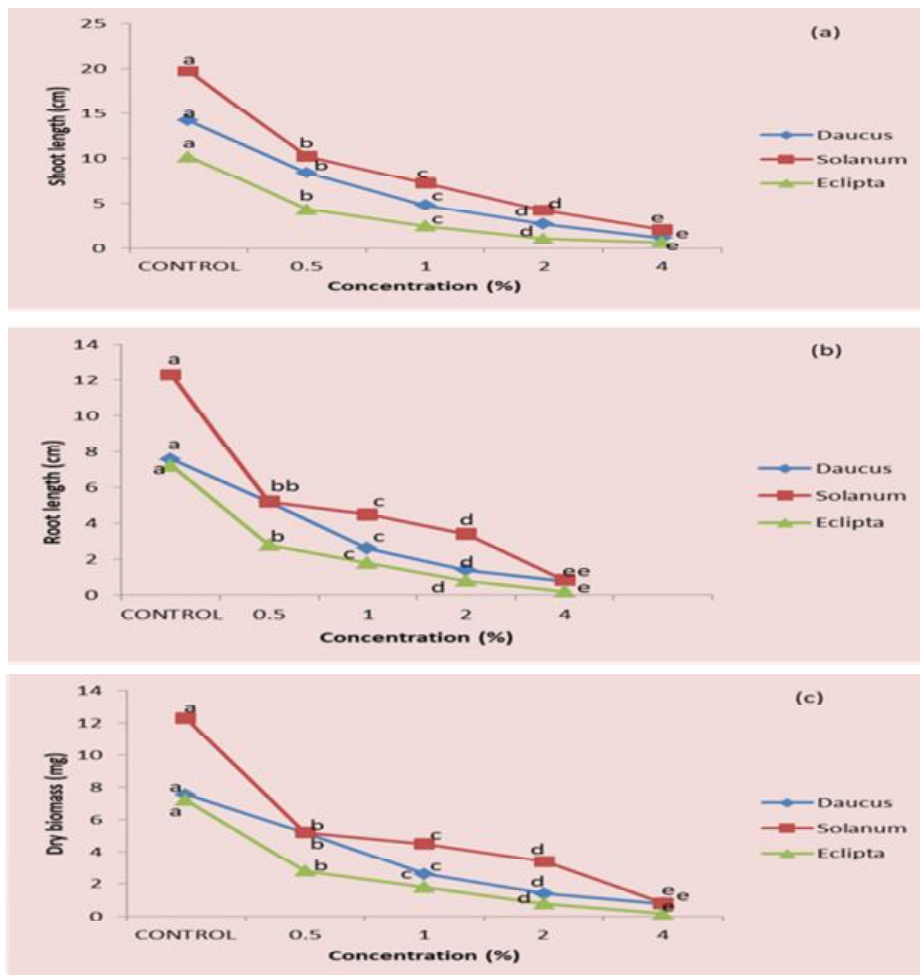 (a)
Shoot length (cm)
25
20
15
10
5
0
a
a
a
b
b
b
c
c
c
d
d
d
e
e
e
CONTROL 0.5 1 2 4
Concentration (%)
Daucus
Solanum
Eclipta
(b)
Root length (cm)
14
12
10
8
6
4
2
0
a
a
a
bb
b
c
c
c
d
d
d
ee
e
CONTROL 0.5 1 2 4
Concentration (%)
Daucus
Solanum
Eclipta
(c)
Dry biomass (mg)
14
12
10
8
6
4
2
0
a
a
a
b
b
b
c
c
c
d
d
d
e
e
e
CONTROL 0.5 1 2 4
Concentration (%)
Daucus
Solanum
Eclipta